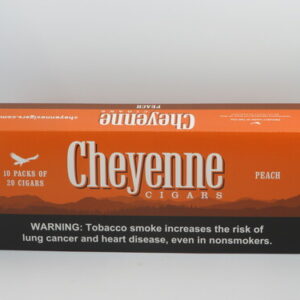 PEACH
Cheyenne
CIGARS
cheyennecigars.com
10 PACKS OF
20 CIGARS
Cheyenne
CIGARS
PEACH
WARNING: Tobacco smoke increases the risk of
lung cancer and heart disease, even in nonsmokers.